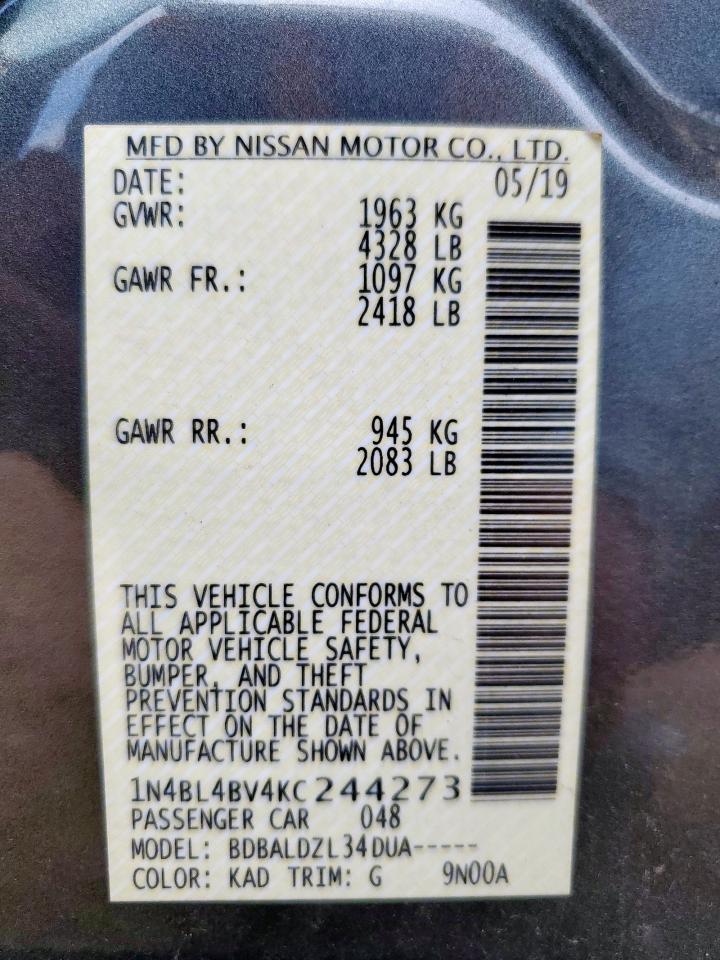 MFD BY NISSAN MOTOR CO., LTD.
DATE: 05/19
GVWR: 1963 KG
4328 LB
GAWR FR.: 1097 KG
2418 LB
GAWR RR.: 945 KG
2083 LB
THIS VEHICLE CONFORMS TO
ALL APPLICABLE FEDERAL
MOTOR VEHICLE SAFETY,
BUMPER, AND THEFT
PREVENTION STANDARDS IN
EFFECT ON THE DATE OF
MANUFACTURE SHOWN ABOVE.
1N4BL4BV4KC244273
PASSENGER CAR 048
MODEL: BDBALDZL34DUA-----
COLOR: KAD TRIM: G 9N00A